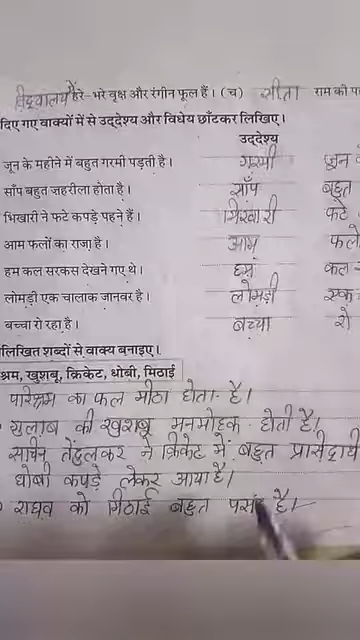 विद्यालय में हरे-भरे वृक्ष और रंगीन फूल हैं। (च) सीता राम की
दिए गए वाक्यों में से उद्देश्य और विधेय छाँटकर लिखिए।
उद्देश्य
जून के महीने में बहुत गरमी पड़ती है। गरमी जून
साँप बहुत ज़हरीला होता है। साँप बहुत
भिखारी ने फटे कपड़े पहने हैं। भिखारी फटे
आम फलों का राजा है। आम
हम कल सरकस देखने गए थे। हम कल
लोमड़ी एक चालाक जानवर है। लोमड़ी एक
बच्चा रो रहा है। बच्चा रो
लिखित शब्दों से वाक्य बनाइए।
श्रम, खुशबू, क्रिकेट, धोबी, मिठाई
परिश्रम का फल मीठा होता है।
गुलाब की खुशबू मनमोहक होती है।
सचिन तेंदुलकर ने क्रिकेट में बहुत
धोबी कपड़े लेकर आया है।
राघव को मिठाई बहुत पसंद है।